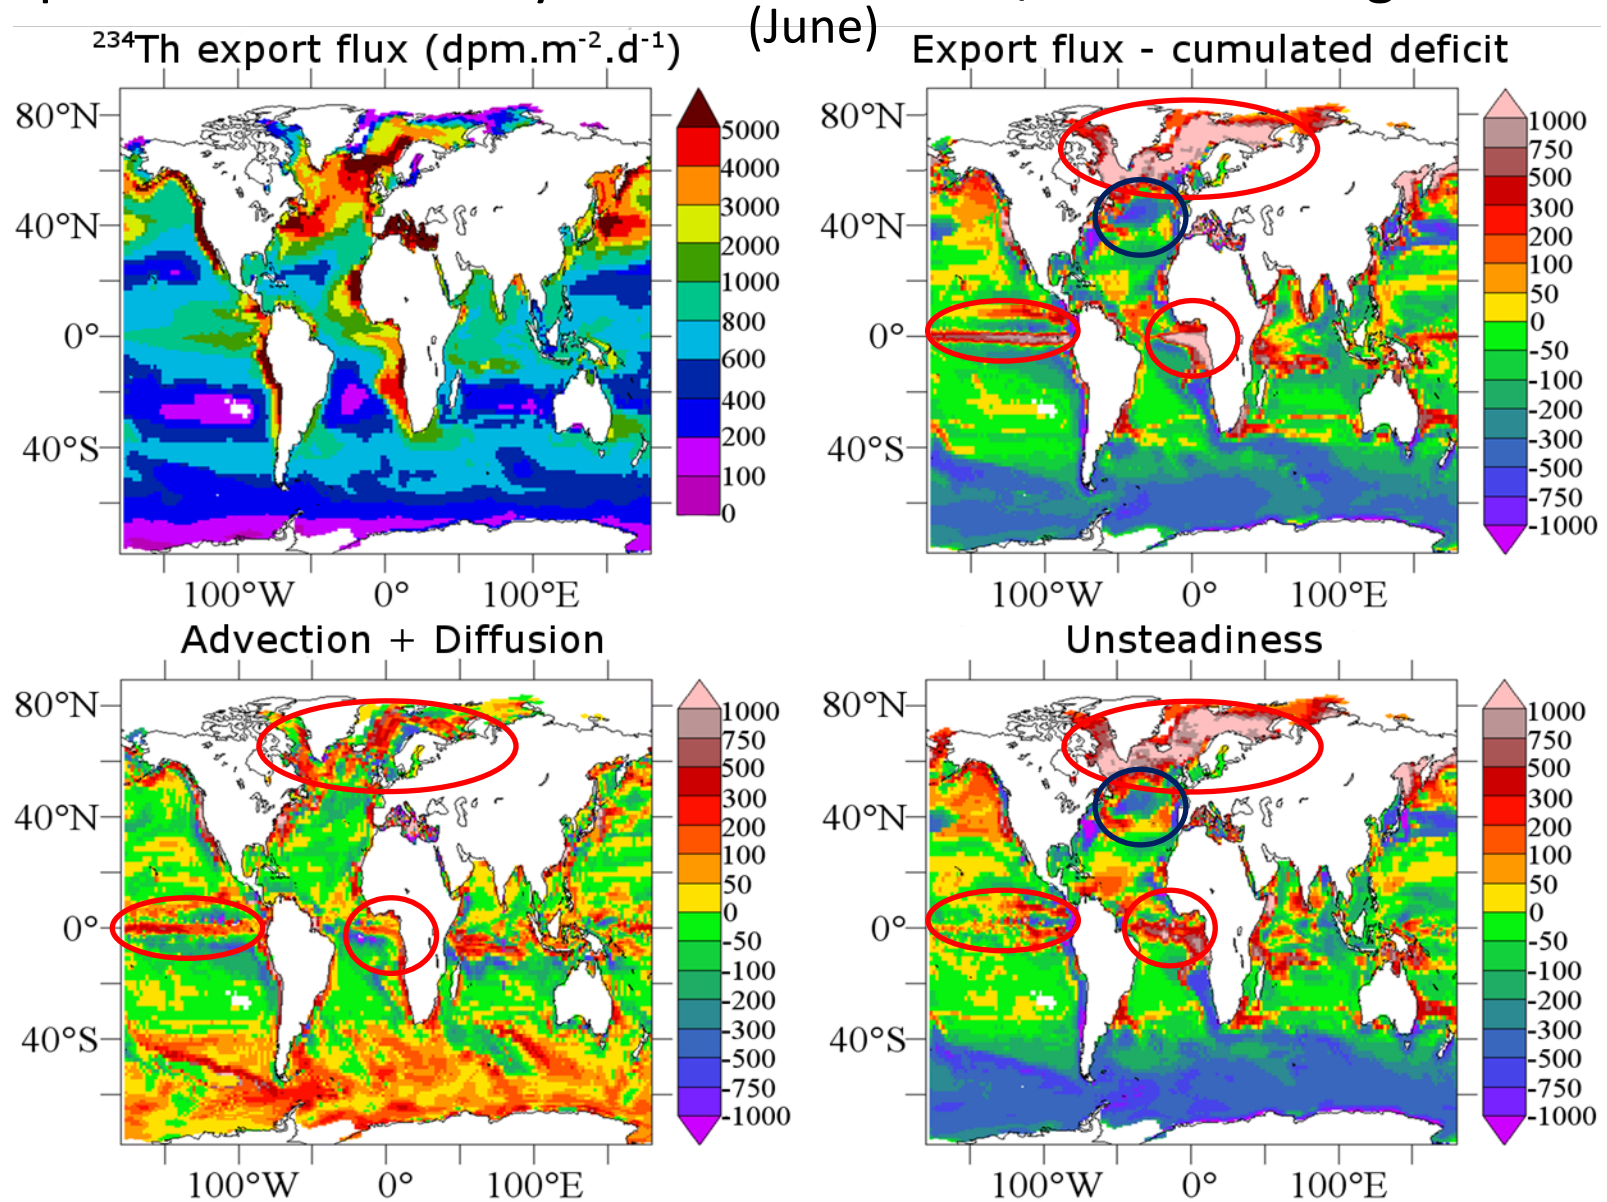 (June)
²³⁴Th export flux (dpm.m⁻².d⁻¹)
80°N
40°N
0°
40°S
100°W 0° 100°E
5000
4000
3000
2000
1000
800
600
400
200
100
0
Export flux - cumulated deficit
80°N
40°N
0°
40°S
100°W 0° 100°E
1000
750
500
300
200
100
50
0
-50
-100
-200
-300
-500
-750
-1000
Advection + Diffusion
80°N
40°N
0°
40°S
100°W 0° 100°E
1000
750
500
300
200
100
50
0
-50
-100
-200
-300
-500
-750
-1000
Unsteadiness
80°N
40°N
0°
40°S
100°W 0° 100°E
1000
750
500
300
200
100
50
0
-50
-100
-200
-300
-500
-750
-1000